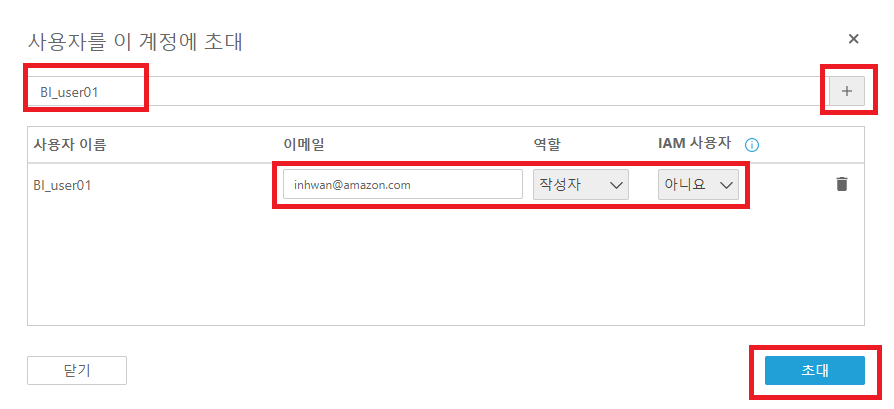 사용자를 이 계정에 초대
BI_user01
사용자 이름 이메일 역할 IAM 사용자
BI_user01 inhwan@amazon.com 작성자 아니요
닫기 초대